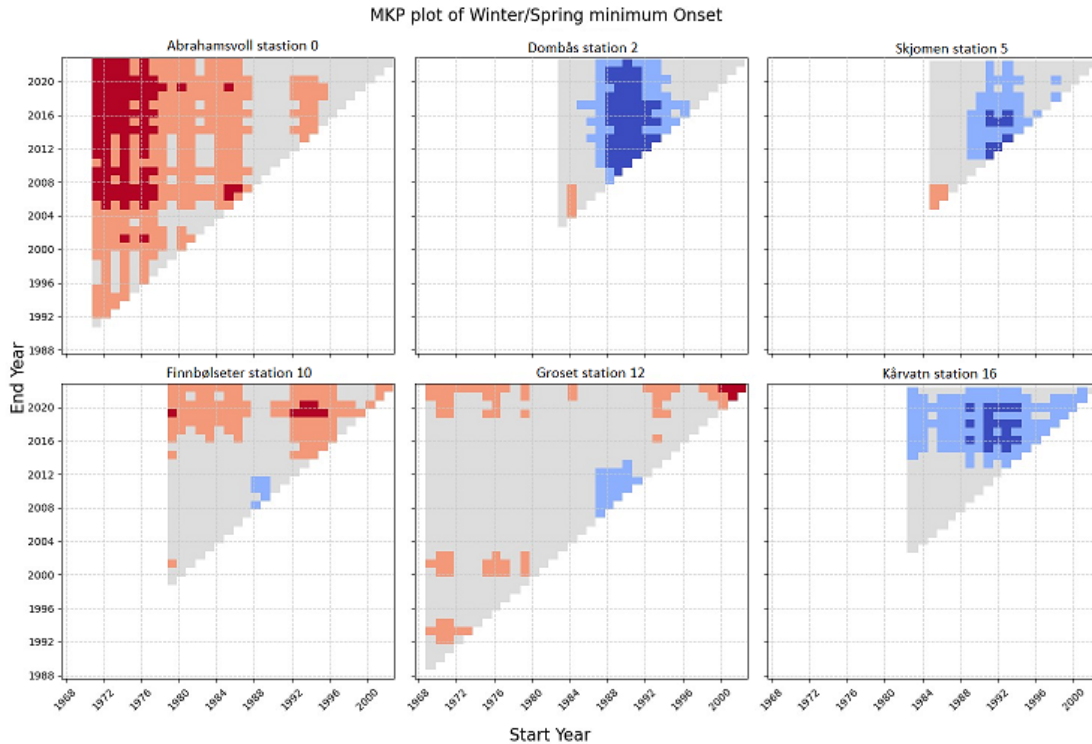 MKP plot of Winter/Spring minimum Onset
Abrahamsvoll stastion 0
Dombås station 2
Skjomen station 5
2020
2016
2012
2008
2004
2000
1996
1992
1988
Finnbølseter station 10
Groset station 12
Kårvatn station 16
End Year
2020
2016
2012
2008
2004
2000
1996
1992
1988
1968 1972 1976 1980 1984 1988 1992 1996 2000
1968 1972 1976 1980 1984 1988 1992 1996 2000
1968 1972 1976 1980 1984 1988 1992 1996 2000
Start Year